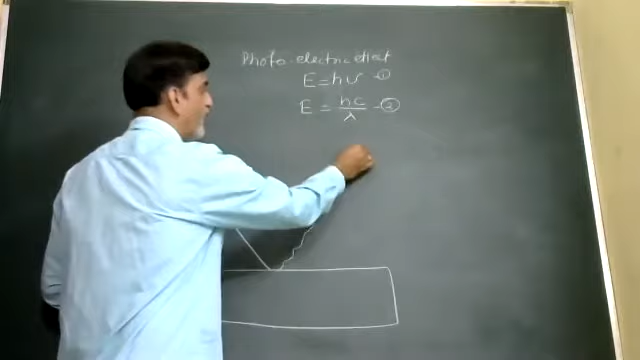 Photo-electric effect
E = hν –①
E = hc/λ –②